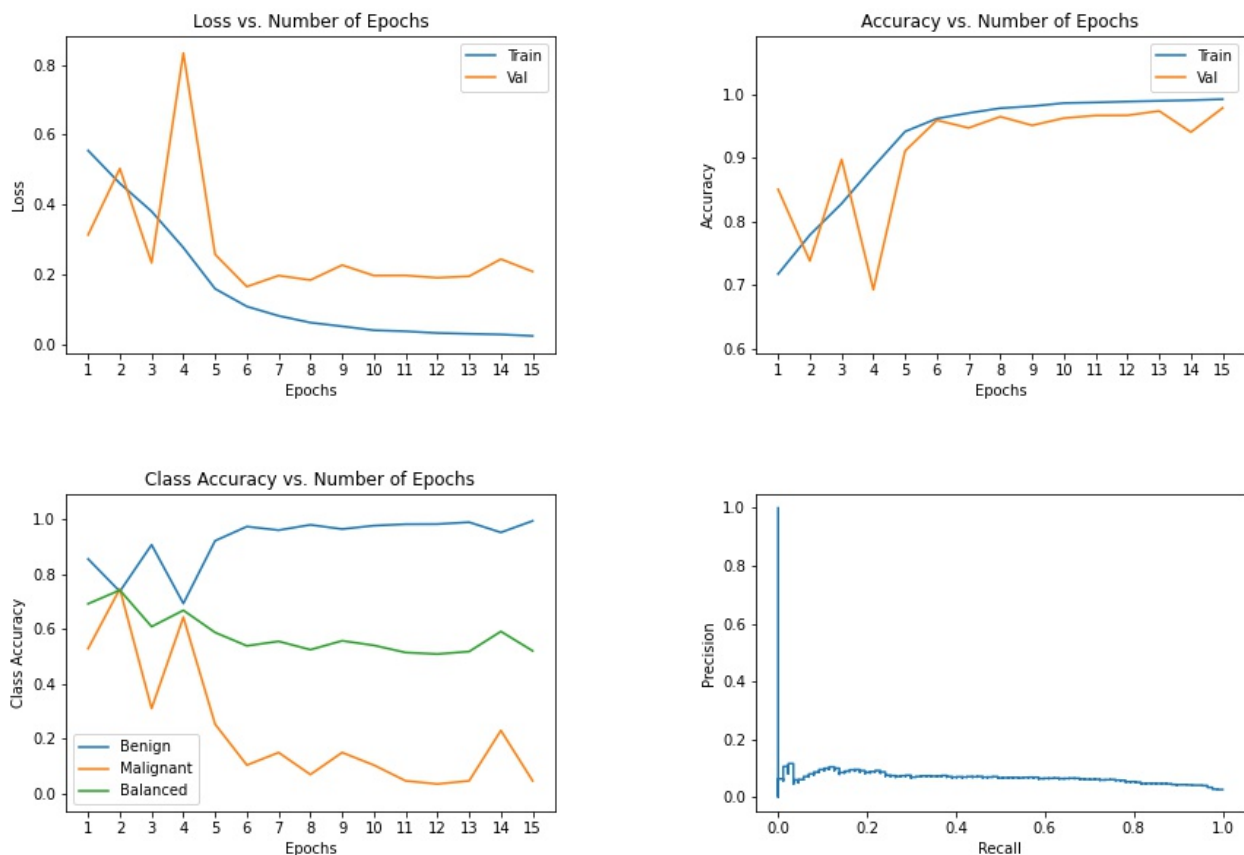 Loss vs. Number of Epochs
Train
Val
0.8
0.6
0.4
0.2
0.0
Loss
1 2 3 4 5 6 7 8 9 10 11 12 13 14 15
Epochs
Accuracy vs. Number of Epochs
Train
Val
1.0
0.9
0.8
0.7
0.6
Accuracy
1 2 3 4 5 6 7 8 9 10 11 12 13 14 15
Epochs
Class Accuracy vs. Number of Epochs
1.0
0.8
0.6
0.4
0.2
0.0
Class Accuracy
Benign
Malignant
Balanced
1 2 3 4 5 6 7 8 9 10 11 12 13 14 15
Epochs
1.0
0.8
0.6
0.4
0.2
0.0
Precision
0.0 0.2 0.4 0.6 0.8 1.0
Recall